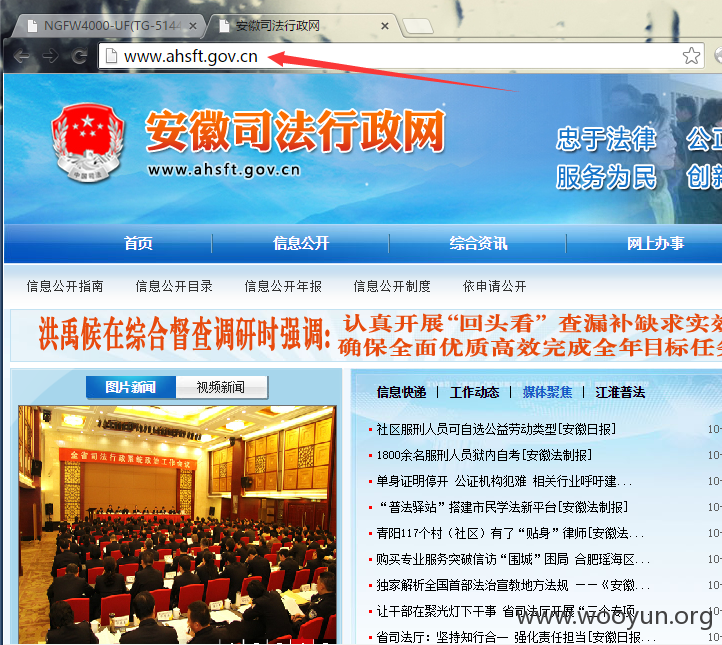 NGFW4000-UF(TG-5144
安徽司法行政网
www.ahsft.gov.cn
安徽司法行政网
www.ahsft.gov.cn
中国司法
忠于法律 公正
服务为民 创新
首页 信息公开 综合资讯 网上办事
信息公开指南 信息公开目录 信息公开年报 信息公开制度 依申请公开
洪禹候在综合督查调研时强调:
认真开展“回头看” 查漏补缺求实效
确保全面优质高效完成全年目标任务
图片新闻 视频新闻
全省司法行政系统政治工作会议
信息快递 | 工作动态 | 媒体聚焦 | 江淮普法
社区服刑人员可自选公益劳动类型[安徽日报] 10-
1800余名服刑人员狱内自考[安徽法制报] 10-
单身证明停开 公证机构犯难 相关行业呼吁建... 10-
“普法驿站”搭建市民学法新平台[安徽法制报] 10-
青阳117个村（社区）有了“贴身”律师[安徽法... 10-
购买专业服务突破信访“围城”困局 合肥瑶海区... 10-
独家解析全国首部法治宣教地方法规 －－《安徽... 10-
让干部在聚光灯下干事 省司法厅开展“三个专项... 10-
省司法厅：坚持知行合一 强化责任担当[安徽日报... 10-
www.wooyun.org